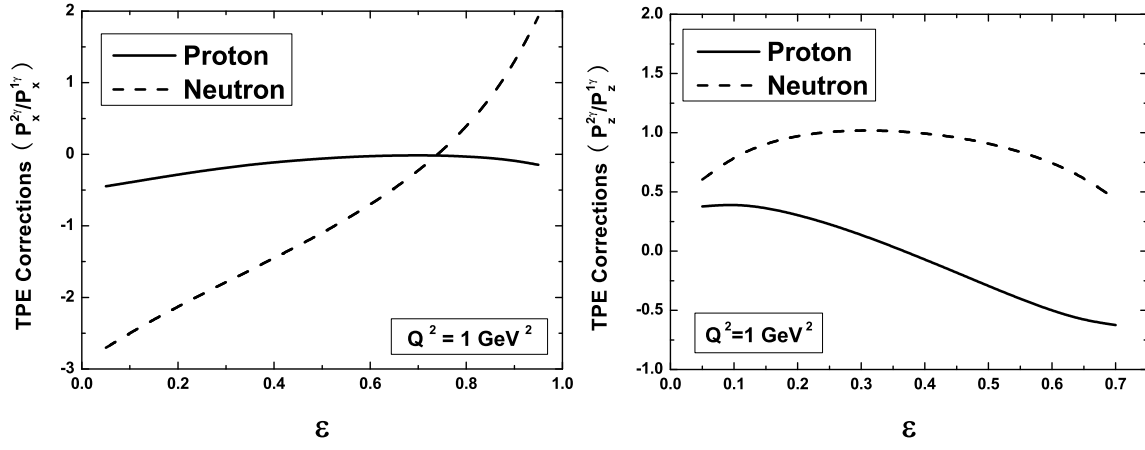 TPE Corrections ( P_x^{2γ}/P_x^{1γ} )
2
1
0
-1
-2
-3
Proton
Neutron
Q² = 1 GeV²
0.0 0.2 0.4 0.6 0.8 1.0
ε
TPE Corrections ( P_z^{2γ}/P_z^{1γ} )
2.0
1.5
1.0
0.5
0.0
-0.5
-1.0
Proton
Neutron
Q²=1 GeV²
0.0 0.1 0.2 0.3 0.4 0.5 0.6 0.7
ε